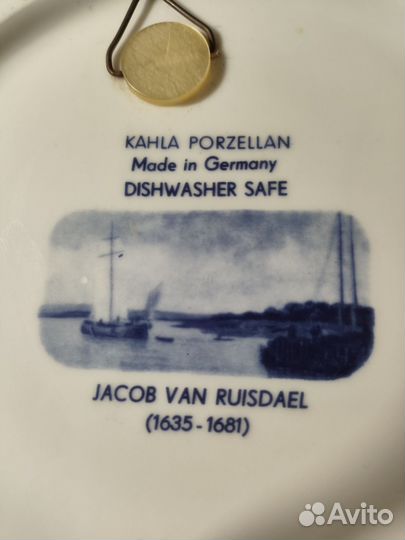 KAHLA PORZELLAN
Made in Germany
DISHWASHER SAFE
JACOB VAN RUISDAEL
(1635-1681)
Avito